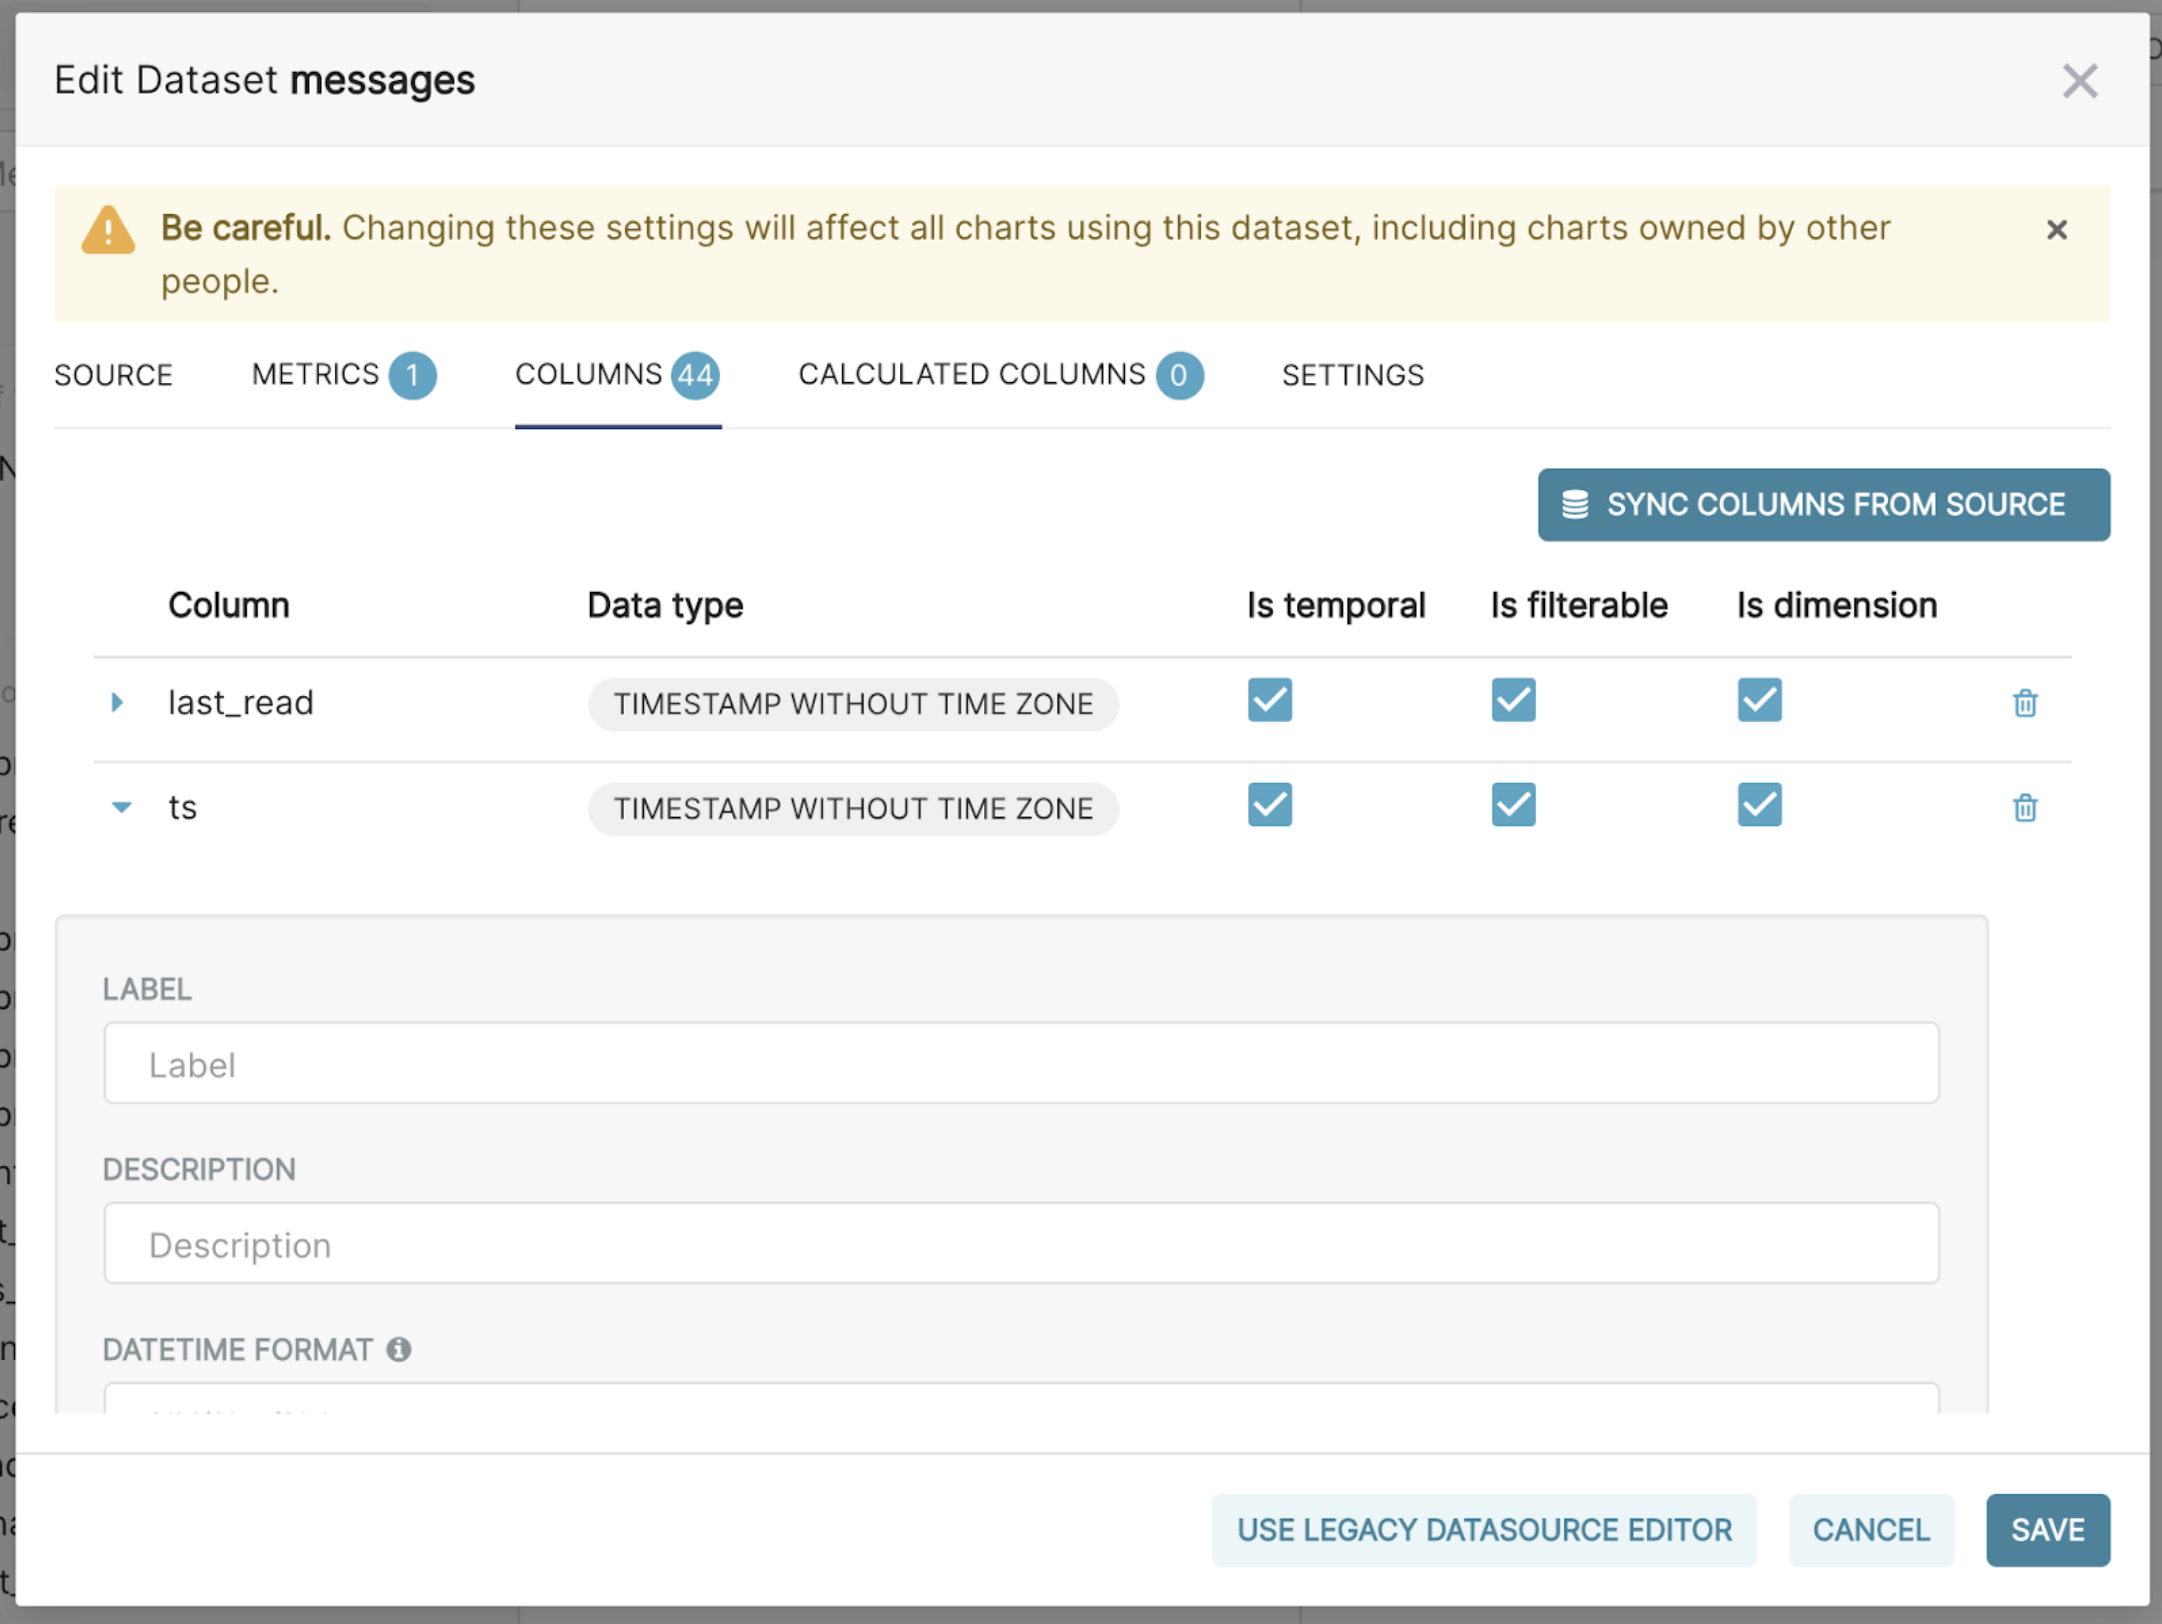 Edit Dataset messages
Be careful. Changing these settings will affect all charts using this dataset, including charts owned by other
people.
SOURCE METRICS 1 COLUMNS 44 CALCULATED COLUMNS 0 SETTINGS
SYNC COLUMNS FROM SOURCE
Column Data type Is temporal Is filterable Is dimension
last_read TIMESTAMP WITHOUT TIME ZONE
ts TIMESTAMP WITHOUT TIME ZONE
LABEL
Label
DESCRIPTION
Description
DATETIME FORMAT
USE LEGACY DATASOURCE EDITOR CANCEL SAVE